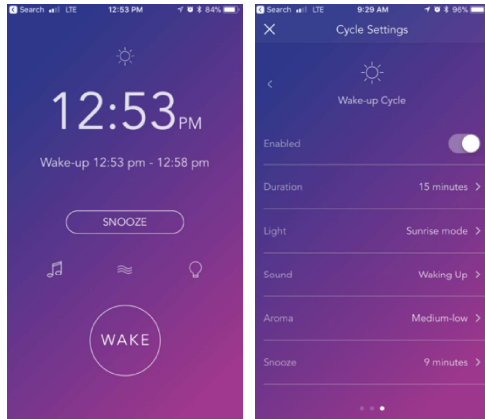 Search LTE 12:53 PM 84%
12:53 PM
Wake-up 12:53 pm - 12:58 pm
SNOOZE
WAKE
Search LTE 9:29 AM 96%
Cycle Settings
Wake-up Cycle
Enabled
Duration 15 minutes
Light Sunrise mode
Sound Waking Up
Aroma Medium-low
Snooze 9 minutes